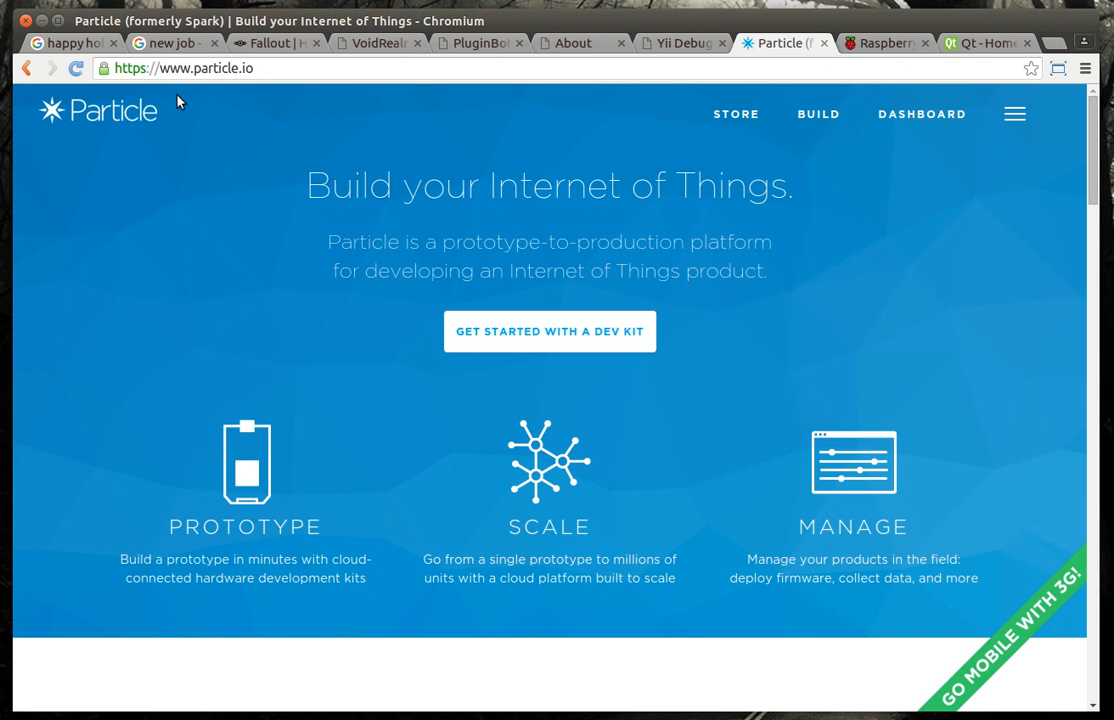 Particle (formerly Spark) | Build your Internet of Things - Chromium
happy hol
new job -
Fallout | H
VoidRealm
PluginBot
About
Yii Debug
Particle (f
Raspberry
Qt - Home
https://www.particle.io
Particle
STORE
BUILD
DASHBOARD
Build your Internet of Things.
Particle is a prototype-to-production platform
for developing an Internet of Things product.
GET STARTED WITH A DEV KIT
PROTOTYPE
Build a prototype in minutes with cloud-
connected hardware development kits
SCALE
Go from a single prototype to millions of
units with a cloud platform built to scale
MANAGE
Manage your products in the field:
deploy firmware, collect data, and more
GO MOBILE WITH 3G!